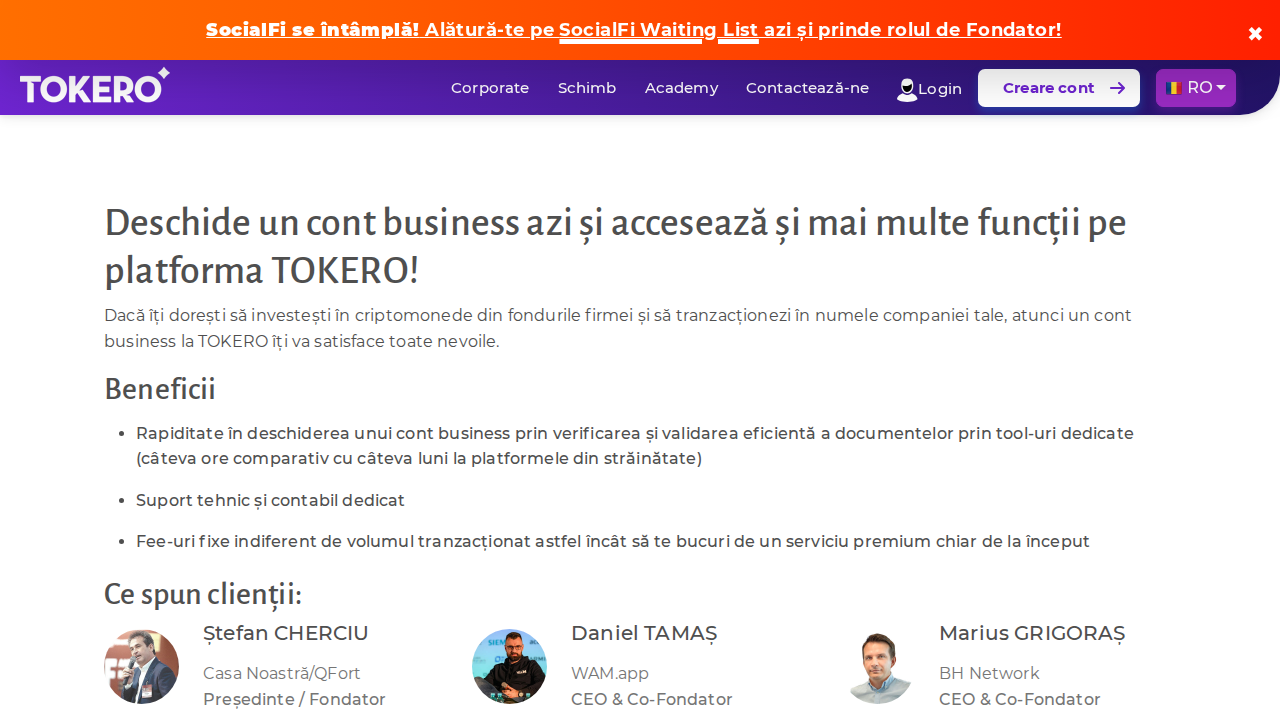 SocialFi se întâmplă! Alătură-te pe SocialFi Waiting List azi și prinde rolul de Fondator!
✖
TOKERO
Corporate
Schimb
Academy
Contactează-ne
Login
Creare cont
RO
Deschide un cont business azi și accesează și mai multe funcții pe
platforma TOKERO!
Dacă îți dorești să investești în criptomonede din fondurile firmei și să tranzacționezi în numele companiei tale, atunci un cont
business la TOKERO îți va satisface toate nevoile.
Beneficii
• Rapiditate în deschiderea unui cont business prin verificarea și validarea eficientă a documentelor prin tool-uri dedicate
(câteva ore comparativ cu câteva luni la platformele din străinătate)
• Suport tehnic și contabil dedicat
• Fee-uri fixe indiferent de volumul tranzacționat astfel încât să te bucuri de un serviciu premium chiar de la început
Ce spun clienții:
Ștefan CHERCIU
Casa Noastră/QFort
Președinte / Fondator
Daniel TAMAȘ
WAM.app
CEO & Co-Fondator
Marius GRIGORAȘ
BH Network
CEO & Co-Fondator